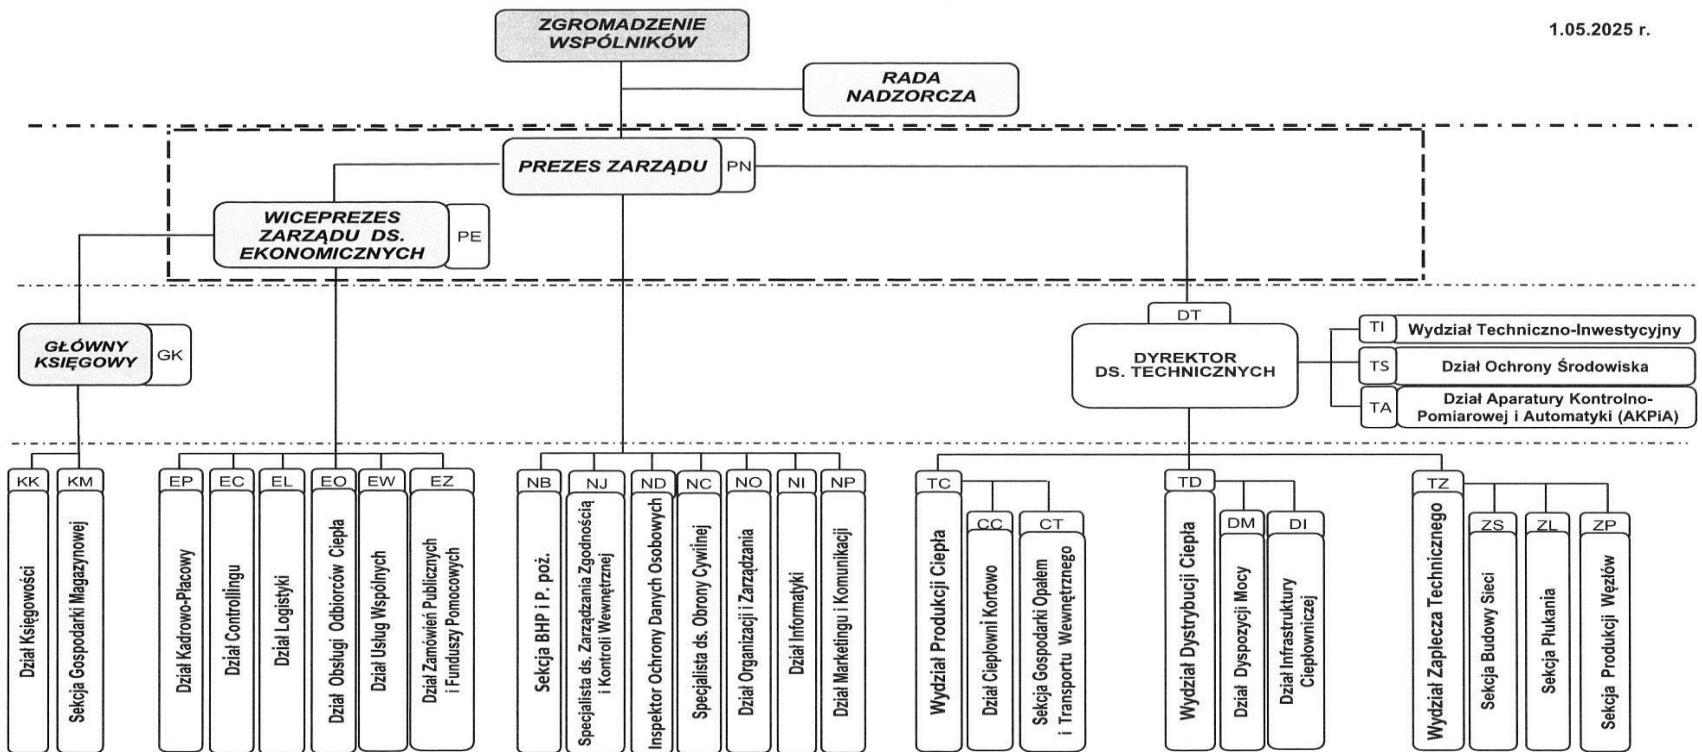 ZGROMADZENIE
WSPÓLNIKÓW
1.05.2025 r.
RADA
NADZORCZA
PREZES ZARZĄDU
PN
WICEPREZES
ZARZĄDU DS.
EKONOMICZNYCH
PE
GŁÓWNY
KSIĘGOWY
GK
DT
DYREKTOR
DS. TECHNICZNYCH
TI
Wydział Techniczno-Inwestycyjny
TS
Dział Ochrony Środowiska
TA
Dział Aparatury Kontrolno-
Pomiarowej i Automatyki (AKPiA)
KK
Dział Księgowości
KM
Sekcja Gospodarki Magazynowej
EP
Dział Kadrowo-Płacowy
EC
Dział Controllingu
EL
Dział Logistyki
EO
Dział Obsługi Odbiorców Ciepła
EW
Dział Usług Wspólnych
EZ
Dział Zamówień Publicznych
i Funduszy Pomocowych
NB
Sekcja BHP i P. poż.
NJ
Specjalista ds. Zarządzania Zgodnością
i Kontroli Wewnętrznej
ND
Inspektor Ochrony Danych Osobowych
NC
Specjalista ds. Obrony Cywilnej
NO
Dział Organizacji i Zarządzania
NI
Dział Informatyki
NP
Dział Marketingu i Komunikacji
TC
Wydział Produkcji Ciepła
CC
Dział Ciepłowni Kortowo
CT
Sekcja Gospodarki Opałem
i Transportu Wewnętrznego
TD
Wydział Dystrybucji Ciepła
DM
Dział Dyspozycji Mocy
DI
Dział Infrastruktury
Ciepłowniczej
TZ
Wydział Zaplecza Technicznego
ZS
Sekcja Budowy Sieci
ZL
Sekcja Płukania
ZP
Sekcja Produkcji Węzłów